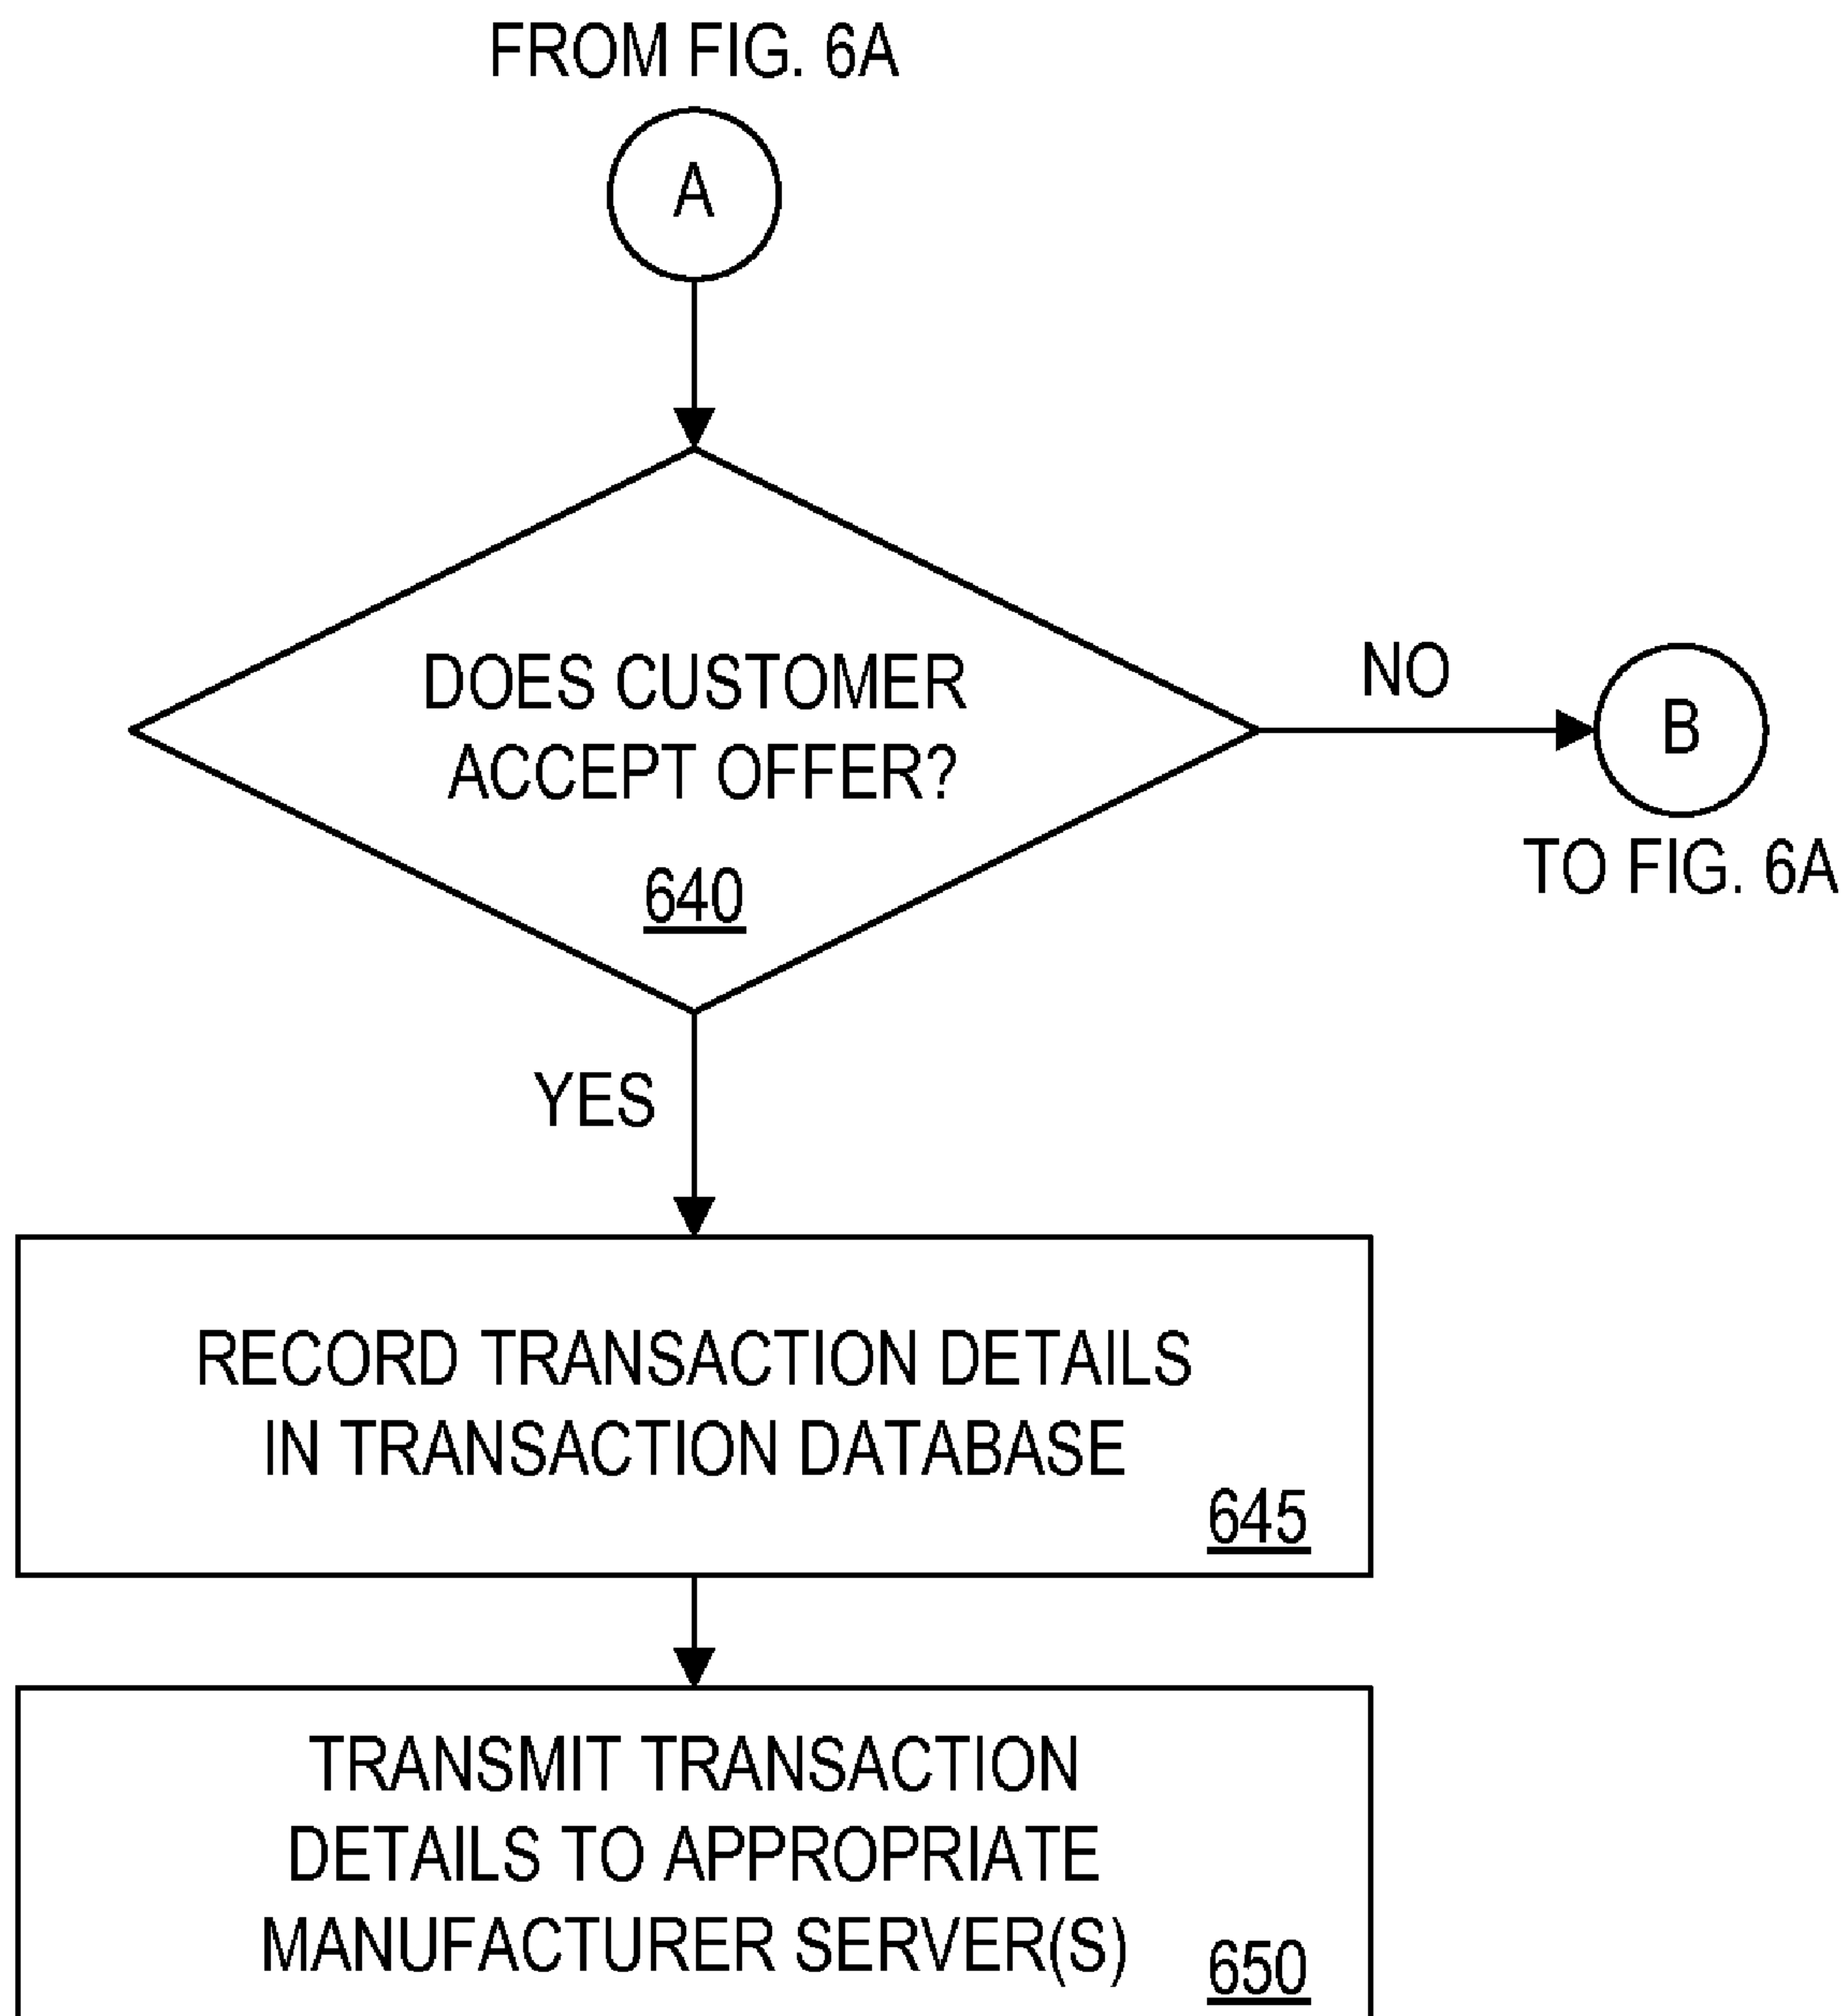 FROM FIG. 6A
A
DOES CUSTOMER
ACCEPT OFFER?
640
NO
B
TO FIG. 6A
YES
RECORD TRANSACTION DETAILS
IN TRANSACTION DATABASE
645
TRANSMIT TRANSACTION
DETAILS TO APPROPRIATE
MANUFACTURER SERVER(S)
650